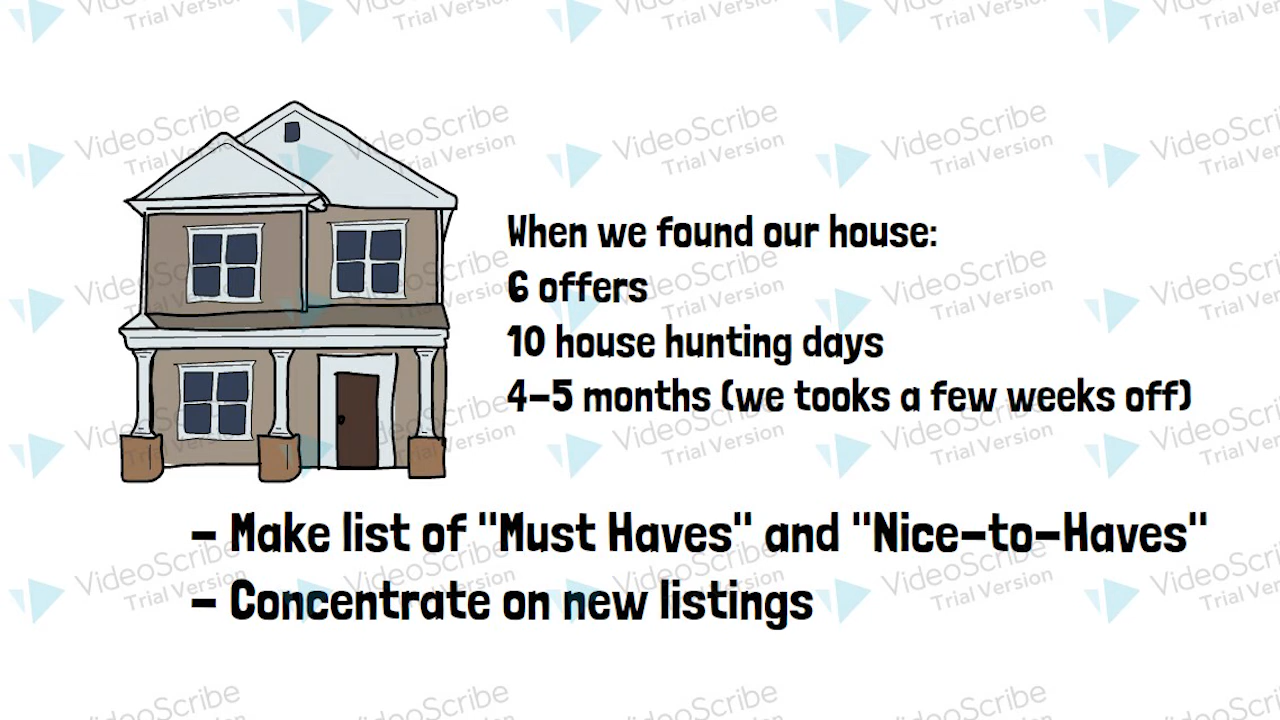 When we found our house:
6 offers
10 house hunting days
4-5 months (we tooks a few weeks off)
- Make list of "Must Haves" and "Nice-to-Haves"
- Concentrate on new listings
VideoScribe
Trial Version